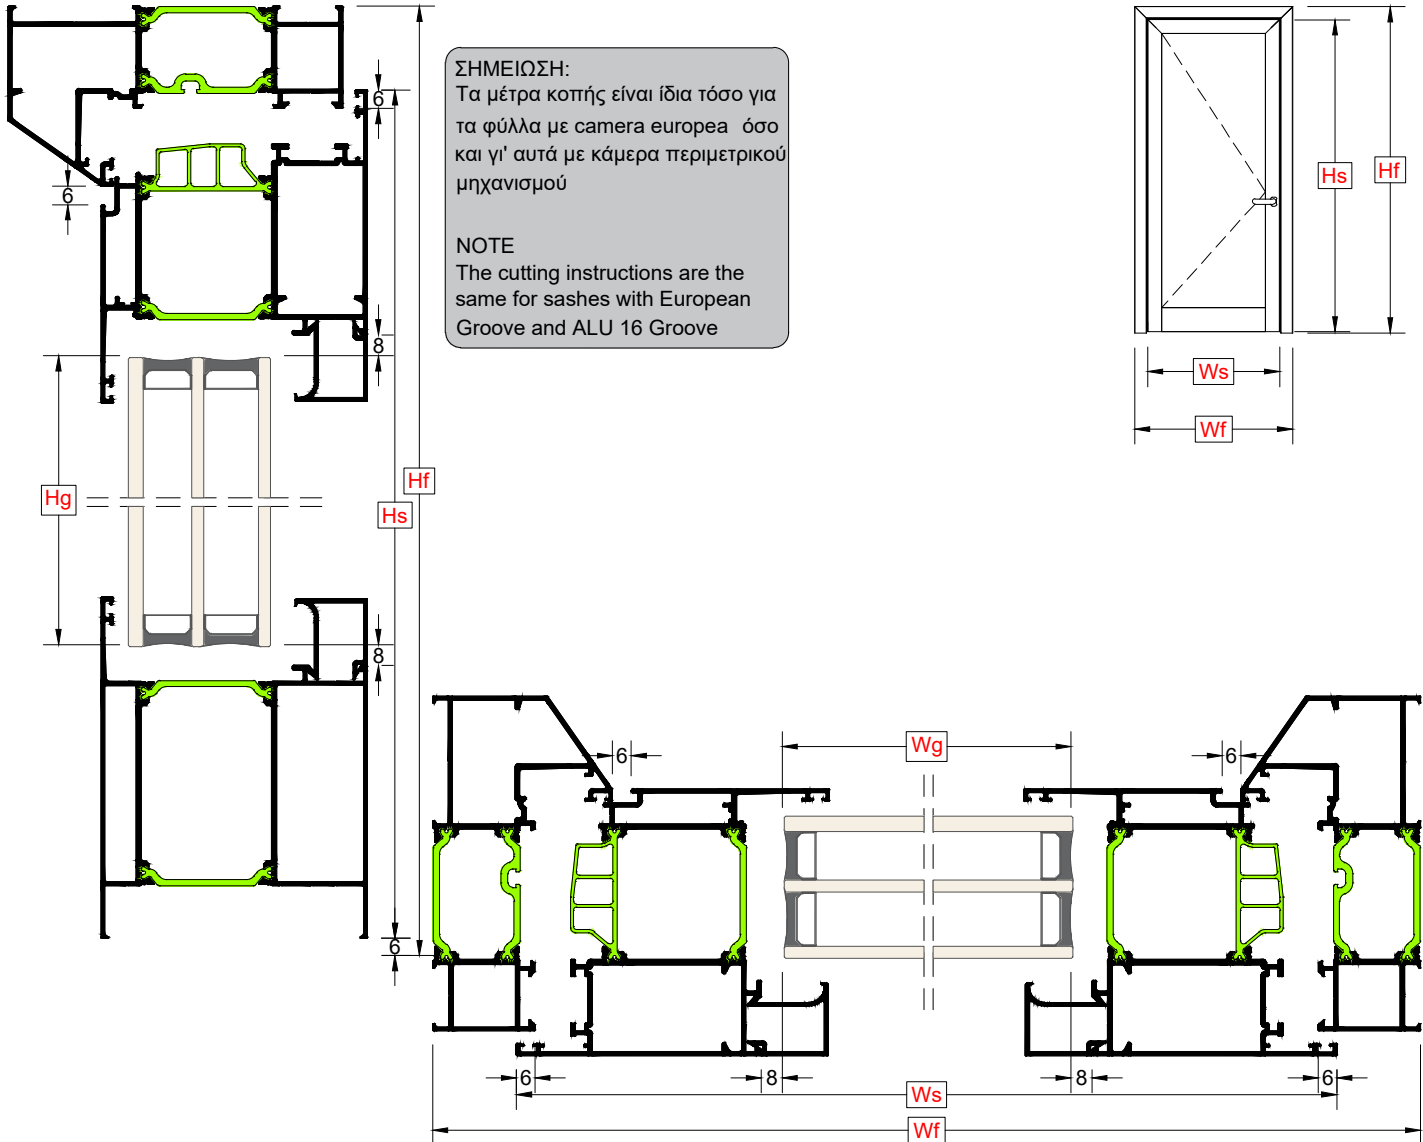 ΣΗΜΕΙΩΣΗ:
Τα μέτρα κοπής είναι ίδια τόσο για
τα φύλλα με camera europea όσο
και γι' αυτά με κάμερα περιμετρικού
μηχανισμού
NOTE
The cutting instructions are the
same for sashes with European
Groove and ALU 16 Groove
6
6
8
Hg
Hf
Hs
8
6
Hs
Hf
Ws
Wf
6
Wg
6
6
8
8
6
Ws
Wf